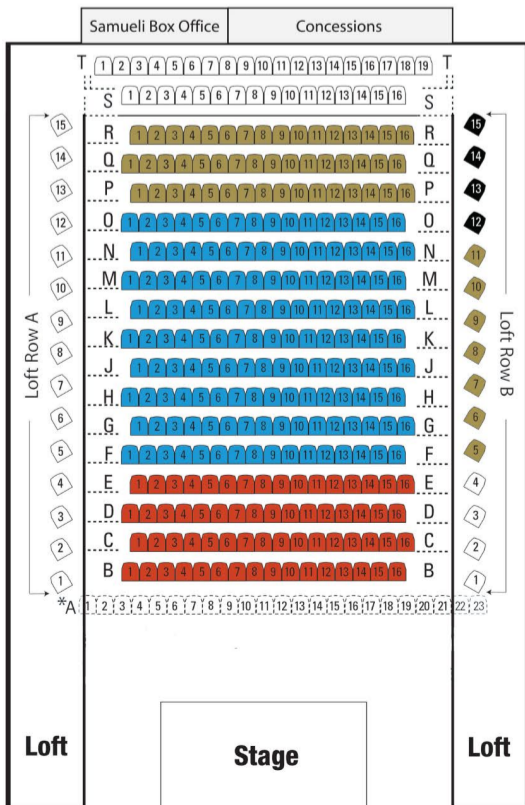 Samueli Box Office Concessions
T 1 2 3 4 5 6 7 8 9 10 11 12 13 14 15 16 17 18 19 T
S 1 2 3 4 5 6 7 8 9 10 11 12 13 14 15 16 S
15 R 1 2 3 4 5 6 7 8 9 10 11 12 13 14 15 16 R 15
14 Q 1 2 3 4 5 6 7 8 9 10 11 12 13 14 15 16 Q 14
13 P 1 2 3 4 5 6 7 8 9 10 11 12 13 14 15 16 P 13
12 O 1 2 3 4 5 6 7 8 9 10 11 12 13 14 15 16 O 12
11 N 1 2 3 4 5 6 7 8 9 10 11 12 13 14 15 16 N 11
10 M 1 2 3 4 5 6 7 8 9 10 11 12 13 14 15 16 M 10
9 L 1 2 3 4 5 6 7 8 9 10 11 12 13 14 15 16 L 9
8 K 1 2 3 4 5 6 7 8 9 10 11 12 13 14 15 16 K 8
7 J 1 2 3 4 5 6 7 8 9 10 11 12 13 14 15 16 J 7
6 H 1 2 3 4 5 6 7 8 9 10 11 12 13 14 15 16 H 6
5 G 1 2 3 4 5 6 7 8 9 10 11 12 13 14 15 16 G 5
F 1 2 3 4 5 6 7 8 9 10 11 12 13 14 15 16 F
4 E 1 2 3 4 5 6 7 8 9 10 11 12 13 14 15 16 E 4
3 D 1 2 3 4 5 6 7 8 9 10 11 12 13 14 15 16 D 3
2 C 1 2 3 4 5 6 7 8 9 10 11 12 13 14 15 16 C 2
1 B 1 2 3 4 5 6 7 8 9 10 11 12 13 14 15 16 B 1
Loft Row A
Loft Row B
*A 1 2 3 4 5 6 7 8 9 10 11 12 13 14 15 16 17 18 19 20 21 22 23
Loft Stage Loft